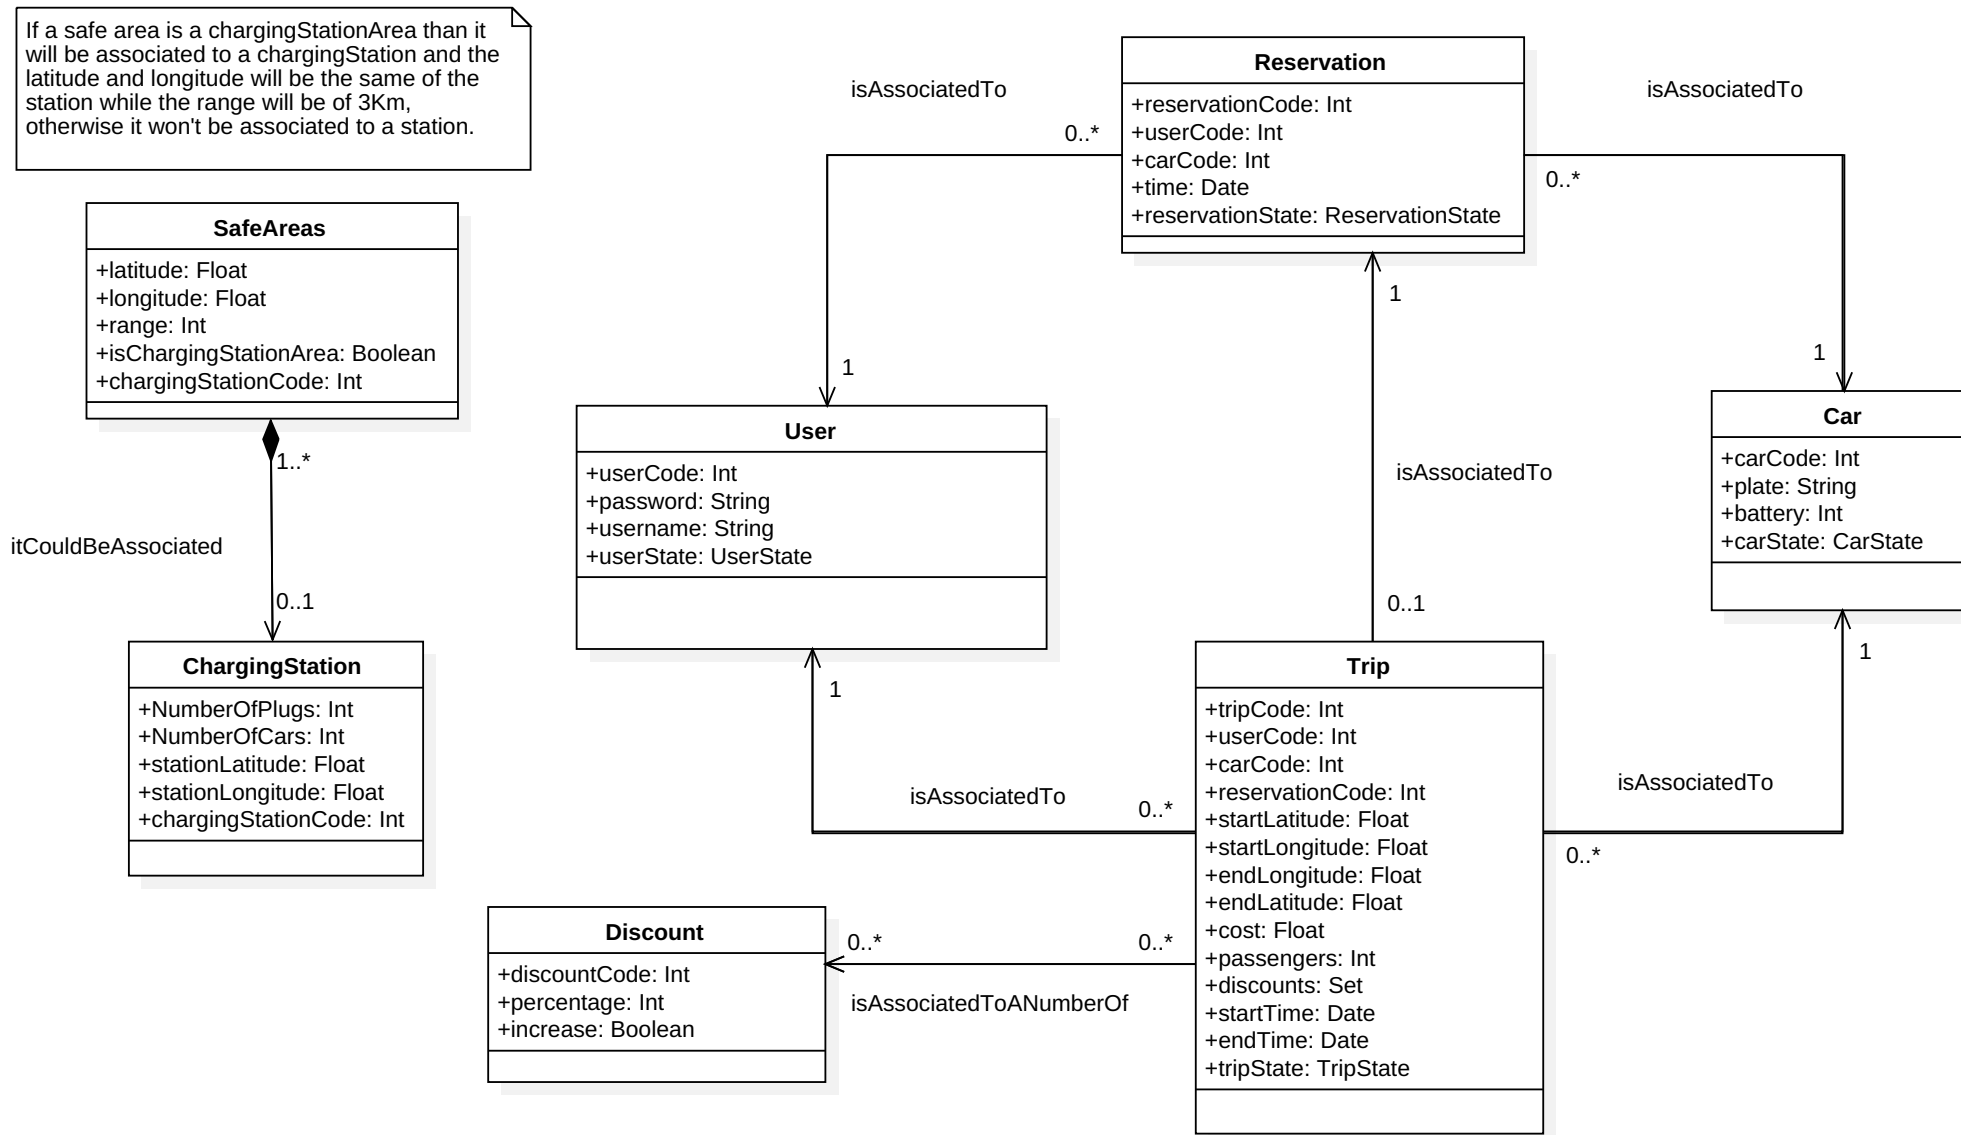 If a safe area is a chargingStationArea than it
will be associated to a chargingStation and the
latitude and longitude will be the same of the
station while the range will be of 3Km,
otherwise it won't be associated to a station.
SafeAreas
+latitude: Float
+longitude: Float
+range: Int
+isChargingStationArea: Boolean
+chargingStationCode: Int
1..*
itCouldBeAssociated
0..1
ChargingStation
+NumberOfPlugs: Int
+NumberOfCars: Int
+stationLatitude: Float
+stationLongitude: Float
+chargingStationCode: Int
isAssociatedTo
0..*
1
Reservation
+reservationCode: Int
+userCode: Int
+carCode: Int
+time: Date
+reservationState: ReservationState
isAssociatedTo
0..*
1
User
+userCode: Int
+password: String
+username: String
+userState: UserState
1
isAssociatedTo
0..1
Car
+carCode: Int
+plate: String
+battery: Int
+carState: CarState
1
isAssociatedTo
0..*
1
isAssociatedTo
0..*
Trip
+tripCode: Int
+userCode: Int
+carCode: Int
+reservationCode: Int
+startLatitude: Float
+startLongitude: Float
+endLongitude: Float
+endLatitude: Float
+cost: Float
+passengers: Int
+discounts: Set
+startTime: Date
+endTime: Date
+tripState: TripState
Discount
+discountCode: Int
+percentage: Int
+increase: Boolean
0..*
0..*
isAssociatedToANumberOf